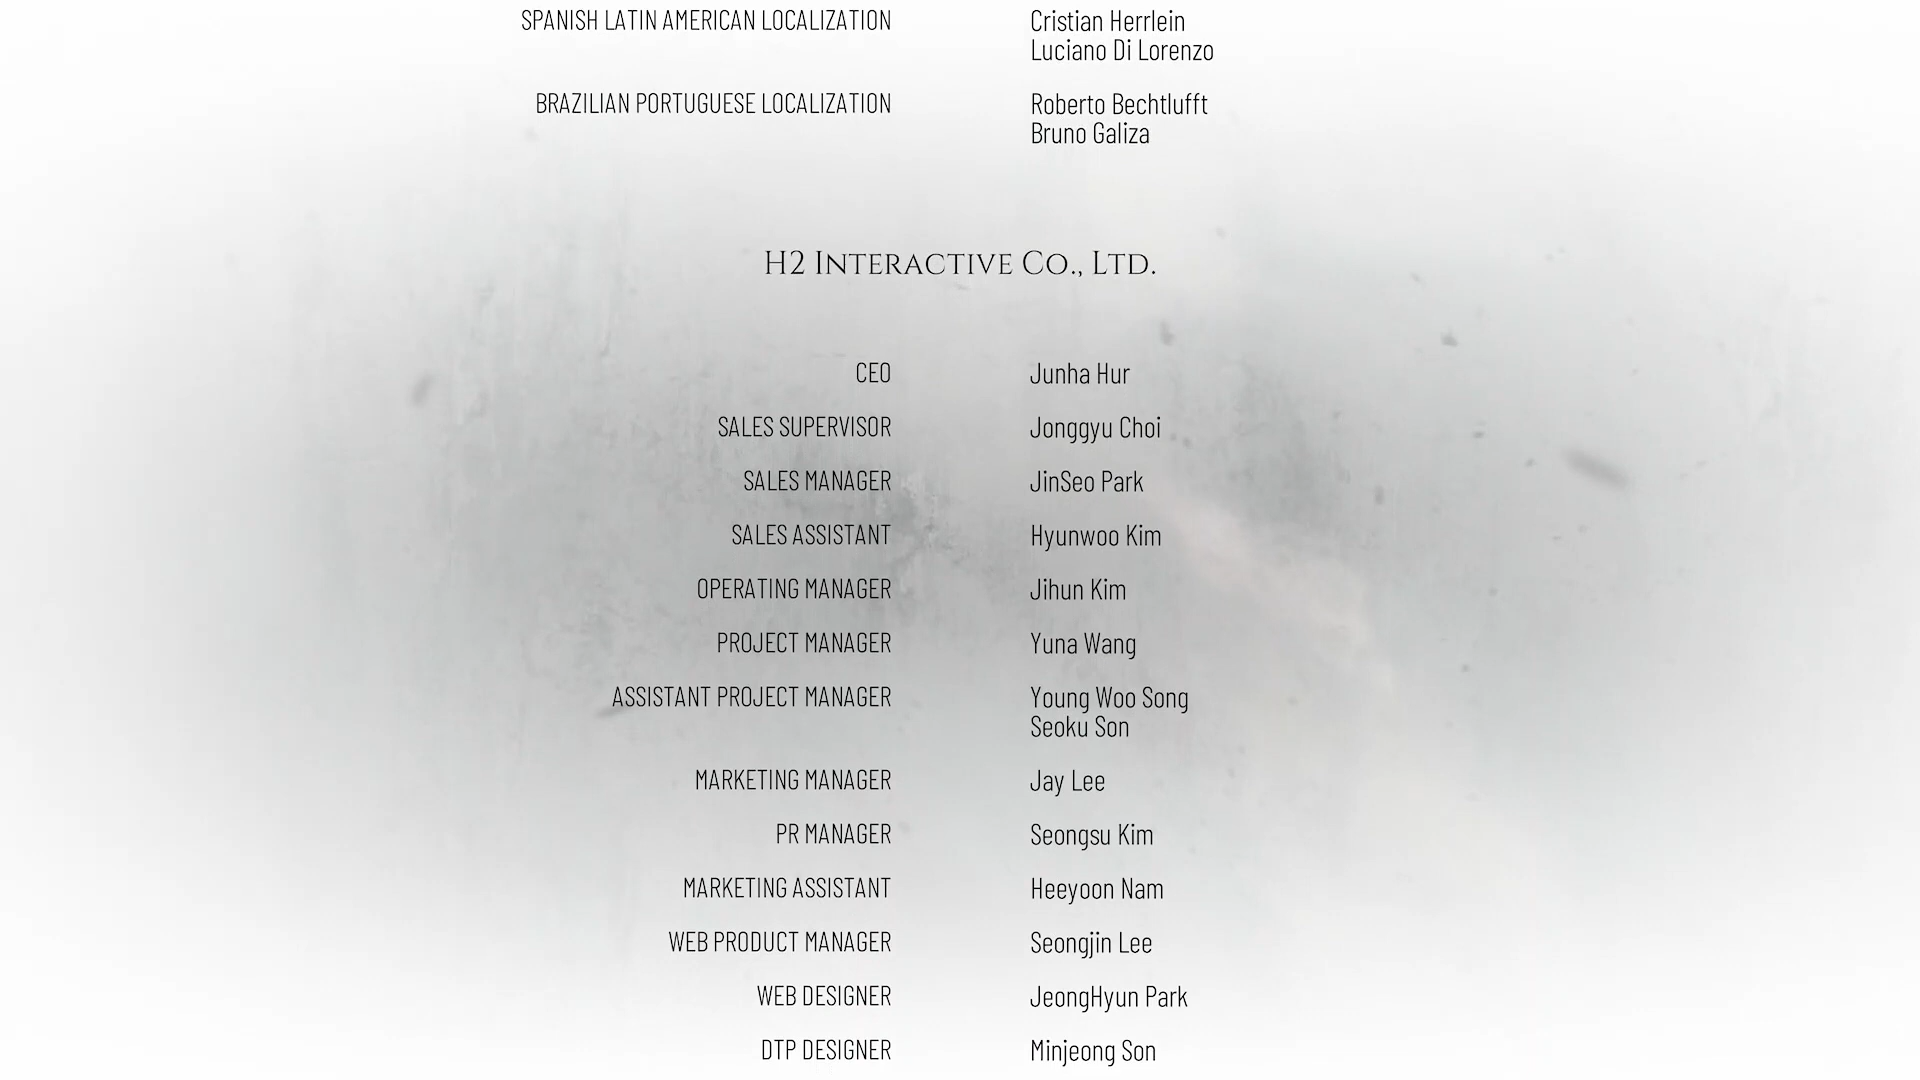 SPANISH LATIN AMERICAN LOCALIZATION Cristian Herrlein
Luciano Di Lorenzo
BRAZILIAN PORTUGUESE LOCALIZATION Roberto Bechtlufft
Bruno Galiza
H2 INTERACTIVE CO., LTD.
CEO Junha Hur
SALES SUPERVISOR Jonggyu Choi
SALES MANAGER JinSeo Park
SALES ASSISTANT Hyunwoo Kim
OPERATING MANAGER Jihun Kim
PROJECT MANAGER Yuna Wang
ASSISTANT PROJECT MANAGER Young Woo Song
Seoku Son
MARKETING MANAGER Jay Lee
PR MANAGER Seongsu Kim
MARKETING ASSISTANT Heeyoon Nam
WEB PRODUCT MANAGER Seongjin Lee
WEB DESIGNER JeongHyun Park
DTP DESIGNER Minjeong Son